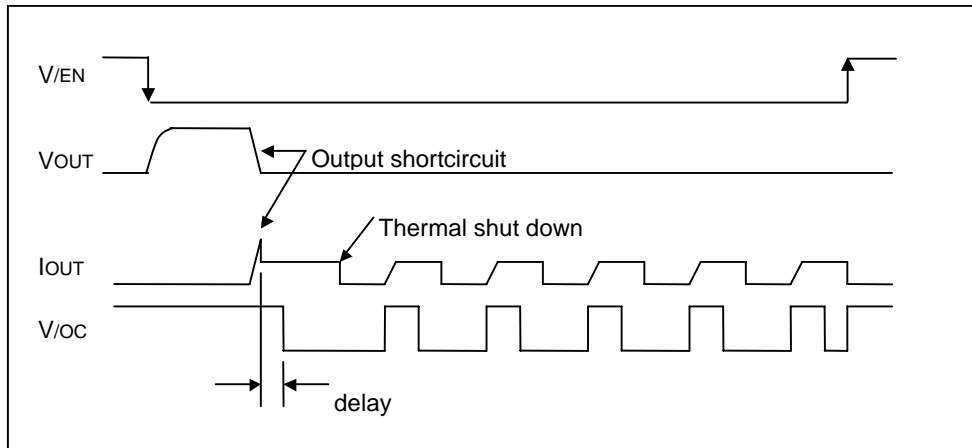 V/EN
VOUT
Output shortcircuit
Thermal shut down
IOUT
V/OC
delay